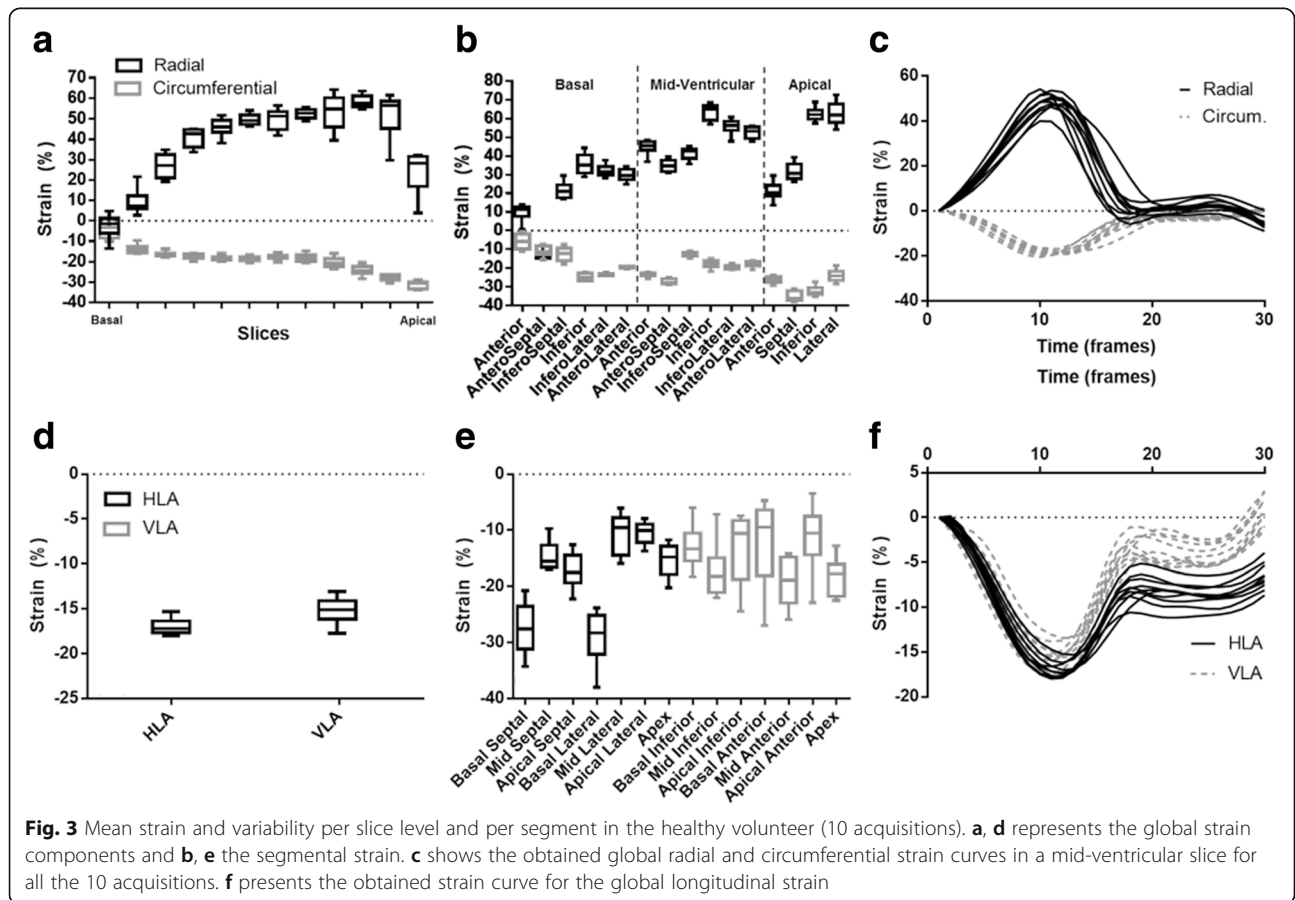 a
Radial
Circumferential
70
60
50
40
30
20
10
0
-10
-20
-30
-40
Strain (%)
Basal
Apical
Slices
b
80
70
60
50
40
30
20
10
0
-10
-20
-30
-40
Strain (%)
Basal
Mid-Ventricular
Apical
Anterior
AnteroSeptal
InferoSeptal
Inferior
InferoLateral
AnteroLateral
Anterior
AnteroSeptal
InferoSeptal
Inferior
InferoLateral
AnteroLateral
Anterior
Septal
Inferior
Lateral
c
60
40
20
0
-20
-40
Strain (%)
Radial
Circum.
0
10
20
30
Time (frames)
Time (frames)
d
0
-5
-10
-15
-20
-25
Strain (%)
HLA
VLA
HLA
VLA
e
0
-10
-20
-30
-40
Strain (%)
Basal Septal
Mid Septal
Apical Septal
Basal Lateral
Mid Lateral
Apical Lateral
Apex
Basal Inferior
Mid Inferior
Apical Inferior
Basal Anterior
Mid Anterior
Apical Anterior
Apex
f
0
10
20
30
5
0
-5
-10
-15
-20
Strain (%)
HLA
VLA
Fig. 3 Mean strain and variability per slice level and per segment in the healthy volunteer (10 acquisitions). a, d represents the global strain
components and b, e the segmental strain. c shows the obtained global radial and circumferential strain curves in a mid-ventricular slice for
all the 10 acquisitions. f presents the obtained strain curve for the global longitudinal strain